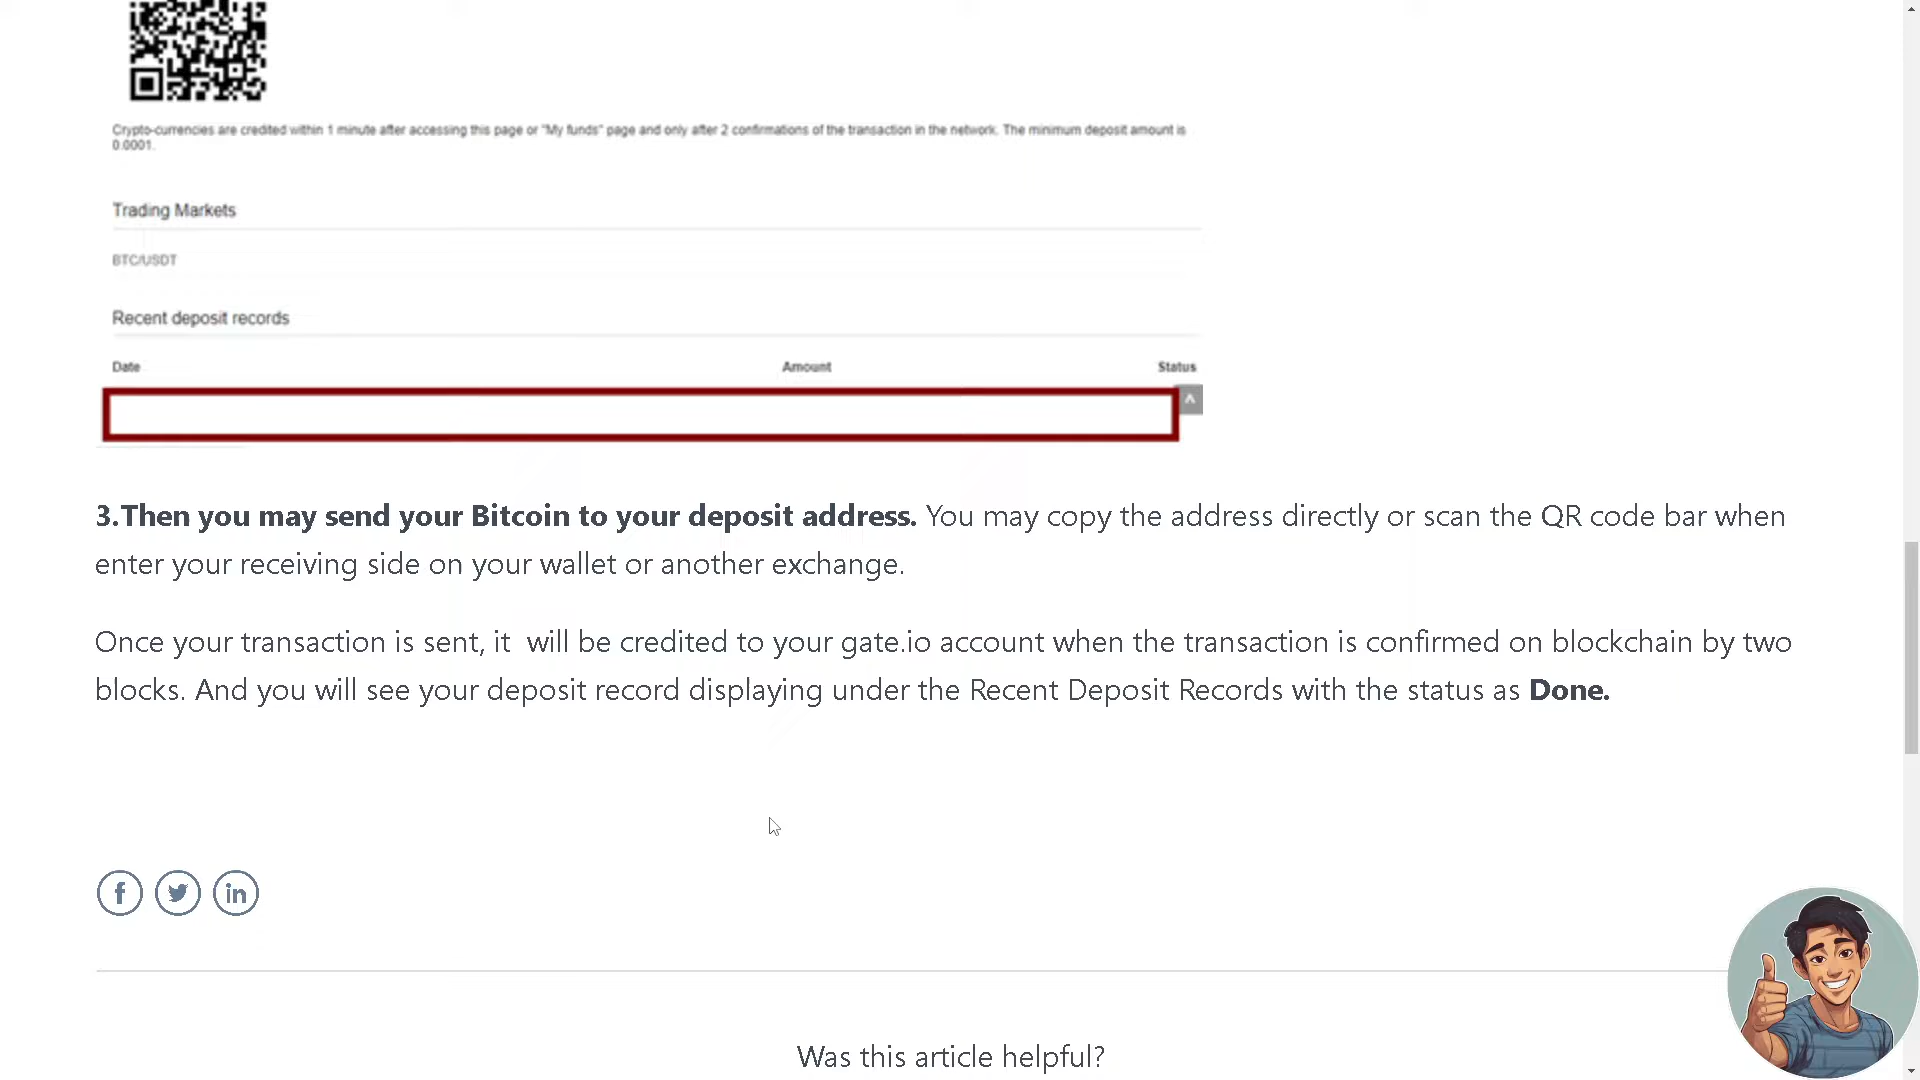 Crypto-currencies are credited within 1 minute after accessing this page or "My funds" page and only after 2 confirmations of the transaction in the network. The minimum deposit amount is
0.0001.
Trading Markets
BTC/USDT
Recent deposit records
Date Amount Status
3.Then you may send your Bitcoin to your deposit address. You may copy the address directly or scan the QR code bar when
enter your receiving side on your wallet or another exchange.
Once your transaction is sent, it  will be credited to your gate.io account when the transaction is confirmed on blockchain by two
blocks. And you will see your deposit record displaying under the Recent Deposit Records with the status as Done.
Was this article helpful?